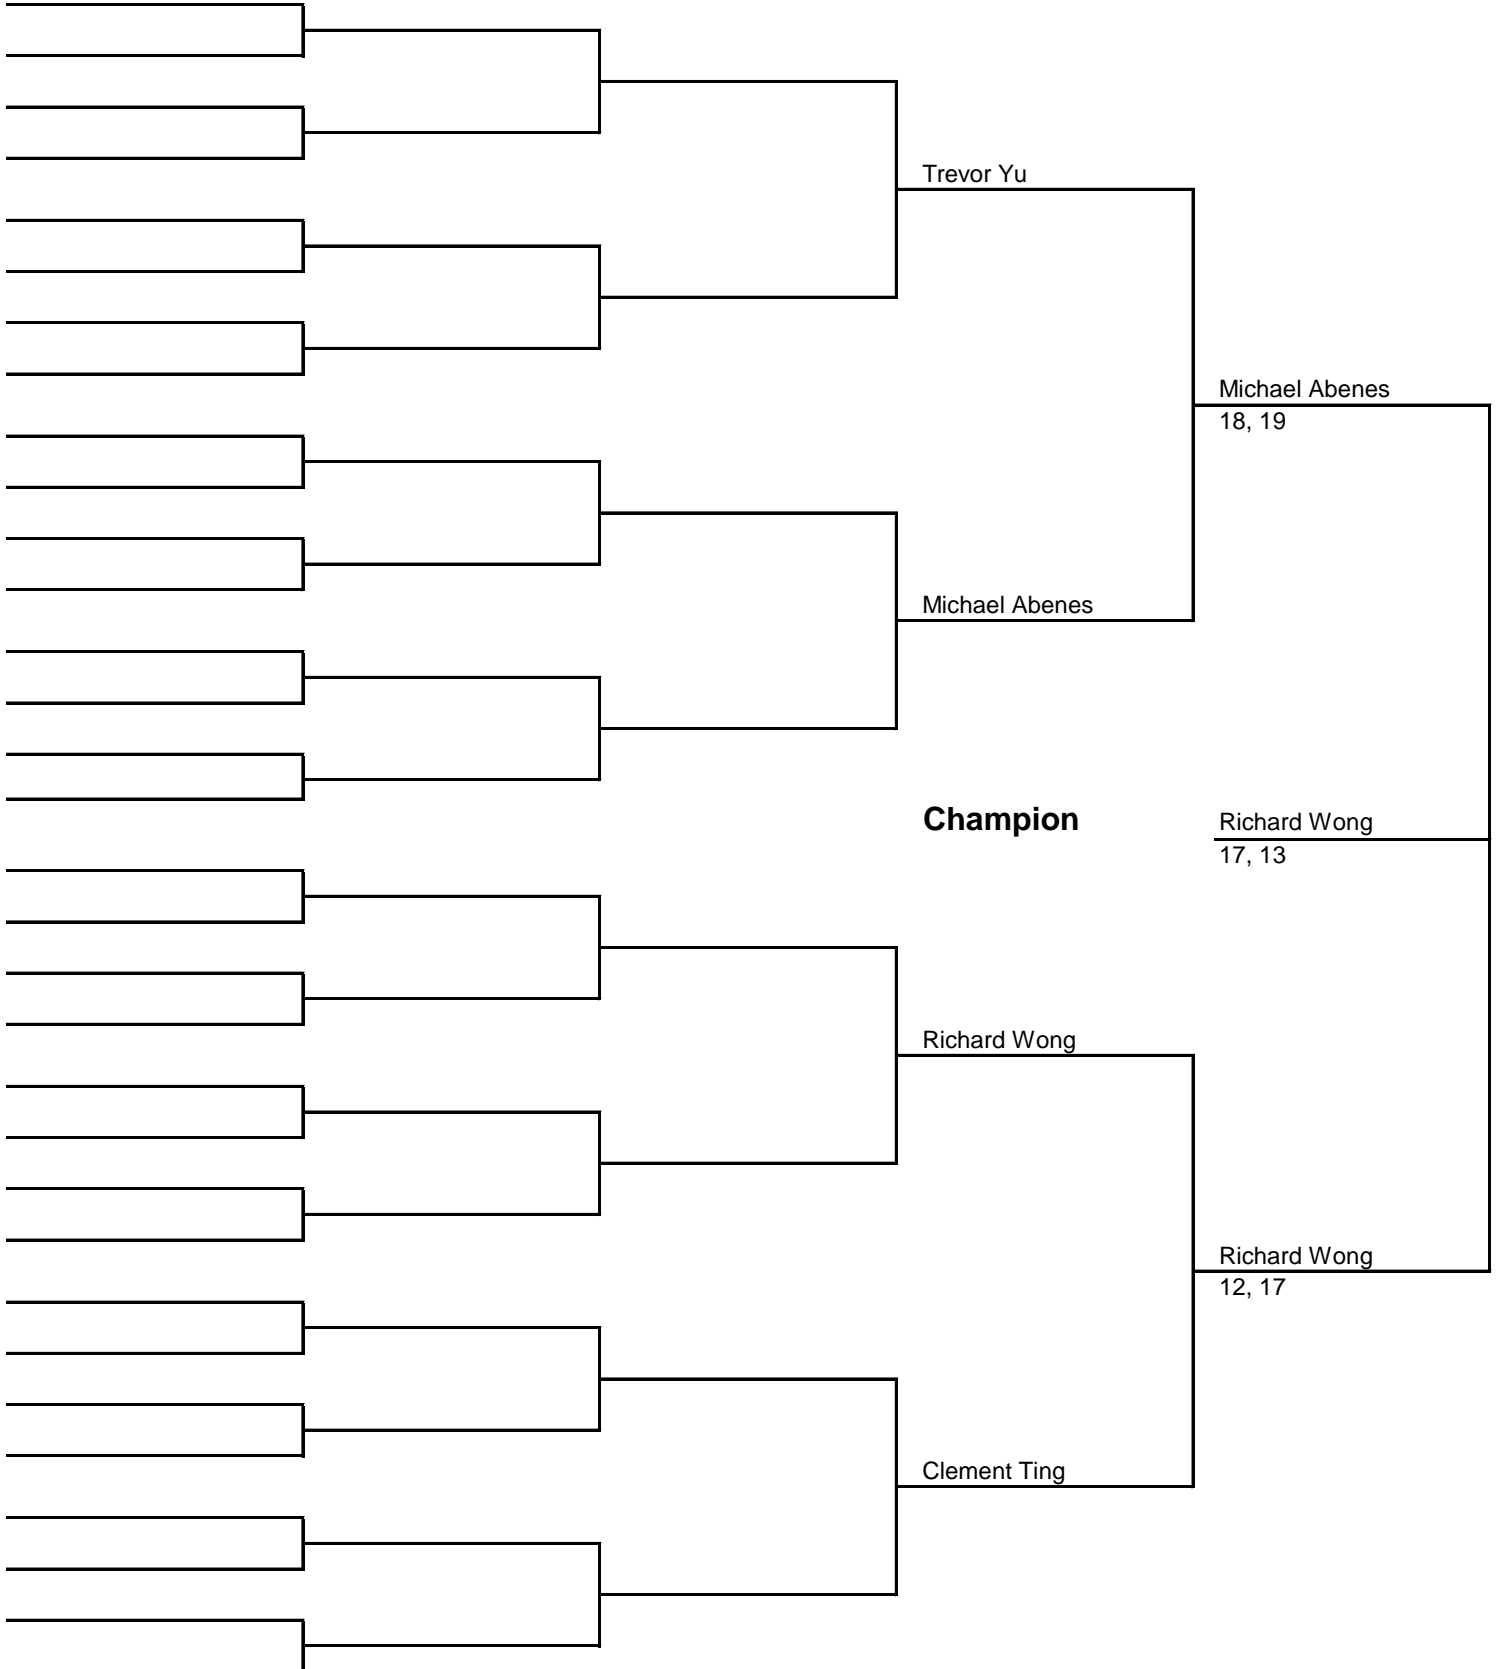 Trevor Yu
Michael Abenes
18, 19
Michael Abenes
Champion
Richard Wong
17, 13
Richard Wong
Richard Wong
12, 17
Clement Ting